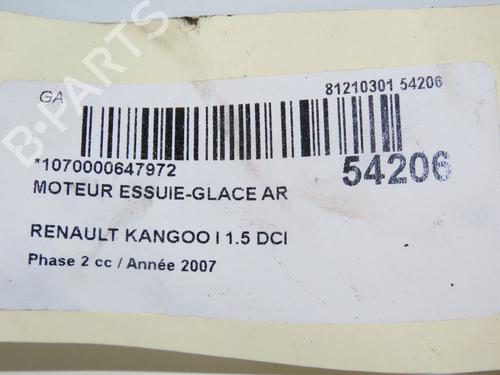 B-PARTS
GA
81210301 54206
*1070000647972
54206
MOTEUR ESSUIE-GLACE AR
RENAULT KANGOO I 1.5 DCI
Phase 2 cc / Année 2007